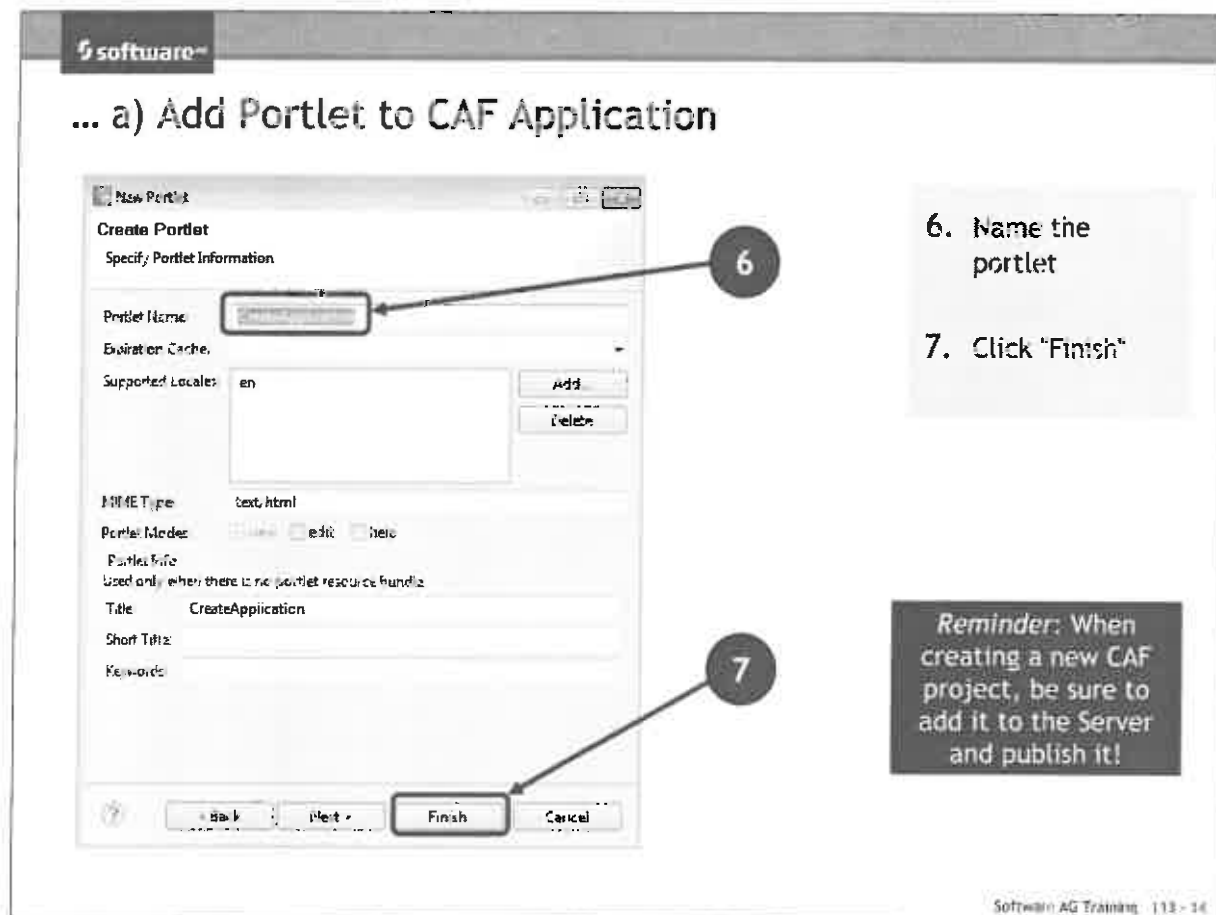 software AG
... a) Add Portlet to CAF Application
New Portlet
Create Portlet
Specify Portlet Information
Portlet Name
Expiration Cache:
Supported Locales
en
Add...
Delete
MIME Type
text/html
Portlet Modes
edit
help
Portlet Info
Used only when there is no portlet resource bundle
Title
CreateApplication
Short Title
Keywords
?
< Back
Next >
Finish
Cancel
6
7
6. Name the
portlet
7. Click "Finish"
Reminder: When
creating a new CAF
project, be sure to
add it to the Server
and publish it!
Software AG Training 113 - 14